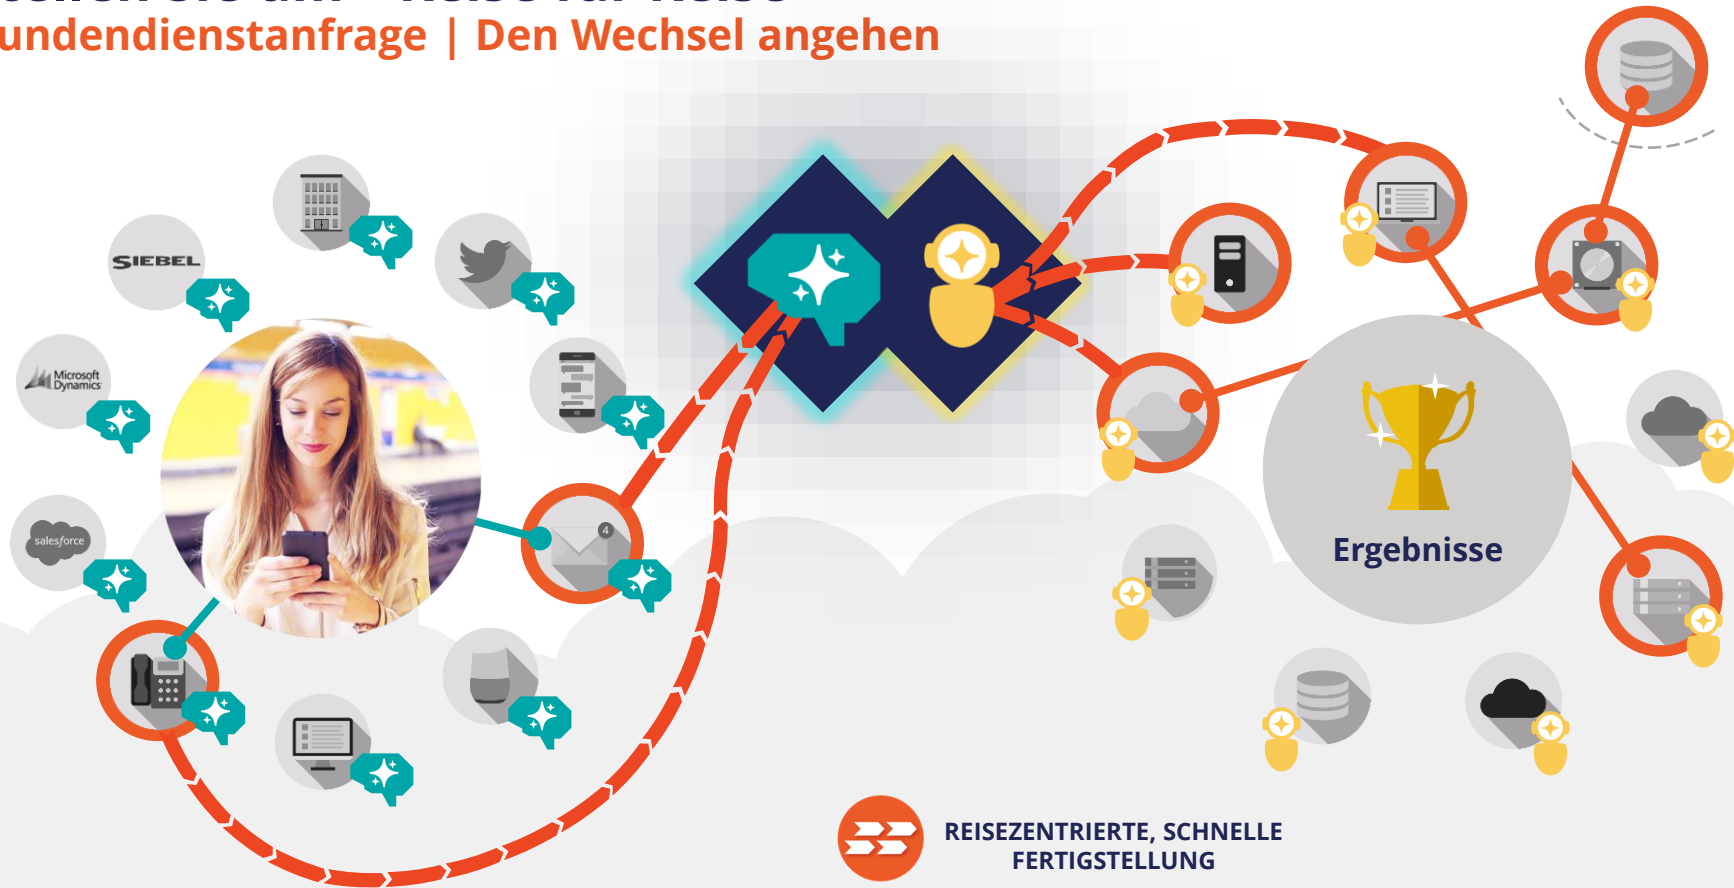 undendienstanfrage | Den Wechsel angehen
SIEBEL
Microsoft
Dynamics
salesforce
4
Ergebnisse
REISEZENTRIERTE, SCHNELLE
FERTIGSTELLUNG